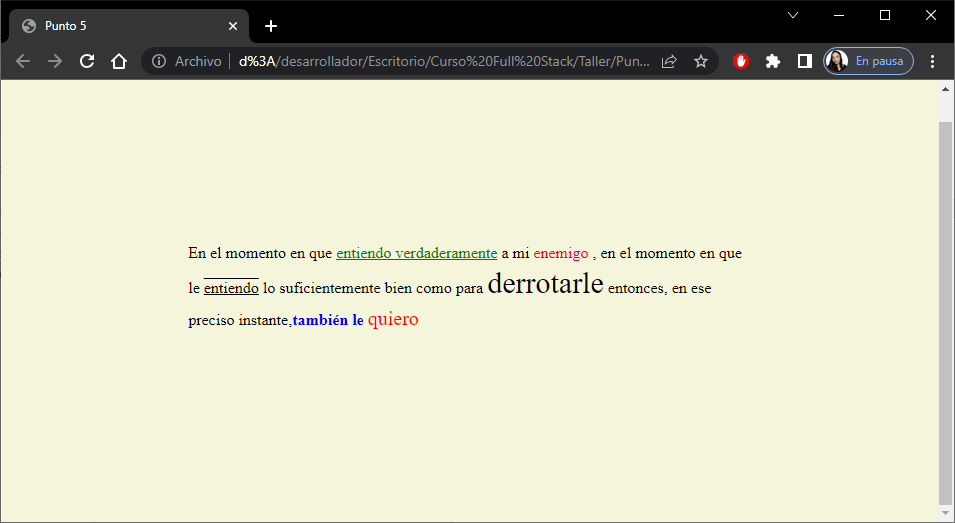 Punto 5
Archivo d%3A/desarrollador/Escritorio/Curso%20Full%20Stack/Taller/Pun... En pausa
En el momento en que entiendo verdaderamente a mi enemigo , en el momento en que
le entiendo lo suficientemente bien como para derrotarle entonces, en ese
preciso instante,también le quiero